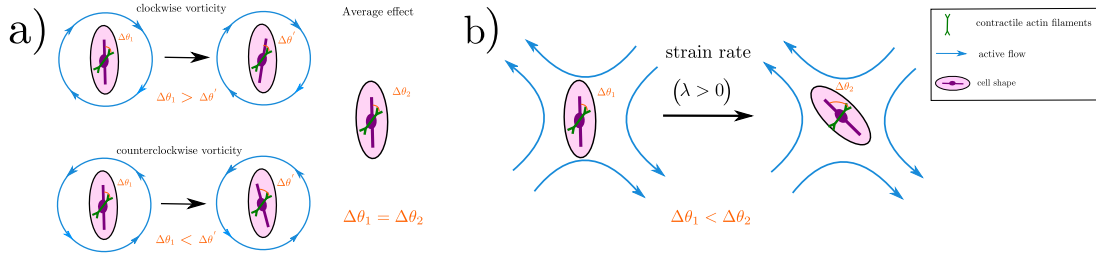 a)
clockwise vorticity
Δθ₁
Δθ′
Δθ₁ > Δθ′
counterclockwise vorticity
Δθ₁
Δθ′
Δθ₁ < Δθ′
Average effect
Δθ₂
Δθ₁ = Δθ₂
b)
Δθ₁
strain rate
(λ > 0)
Δθ₂
Δθ₁ < Δθ₂
contractile actin filaments
active flow
cell shape